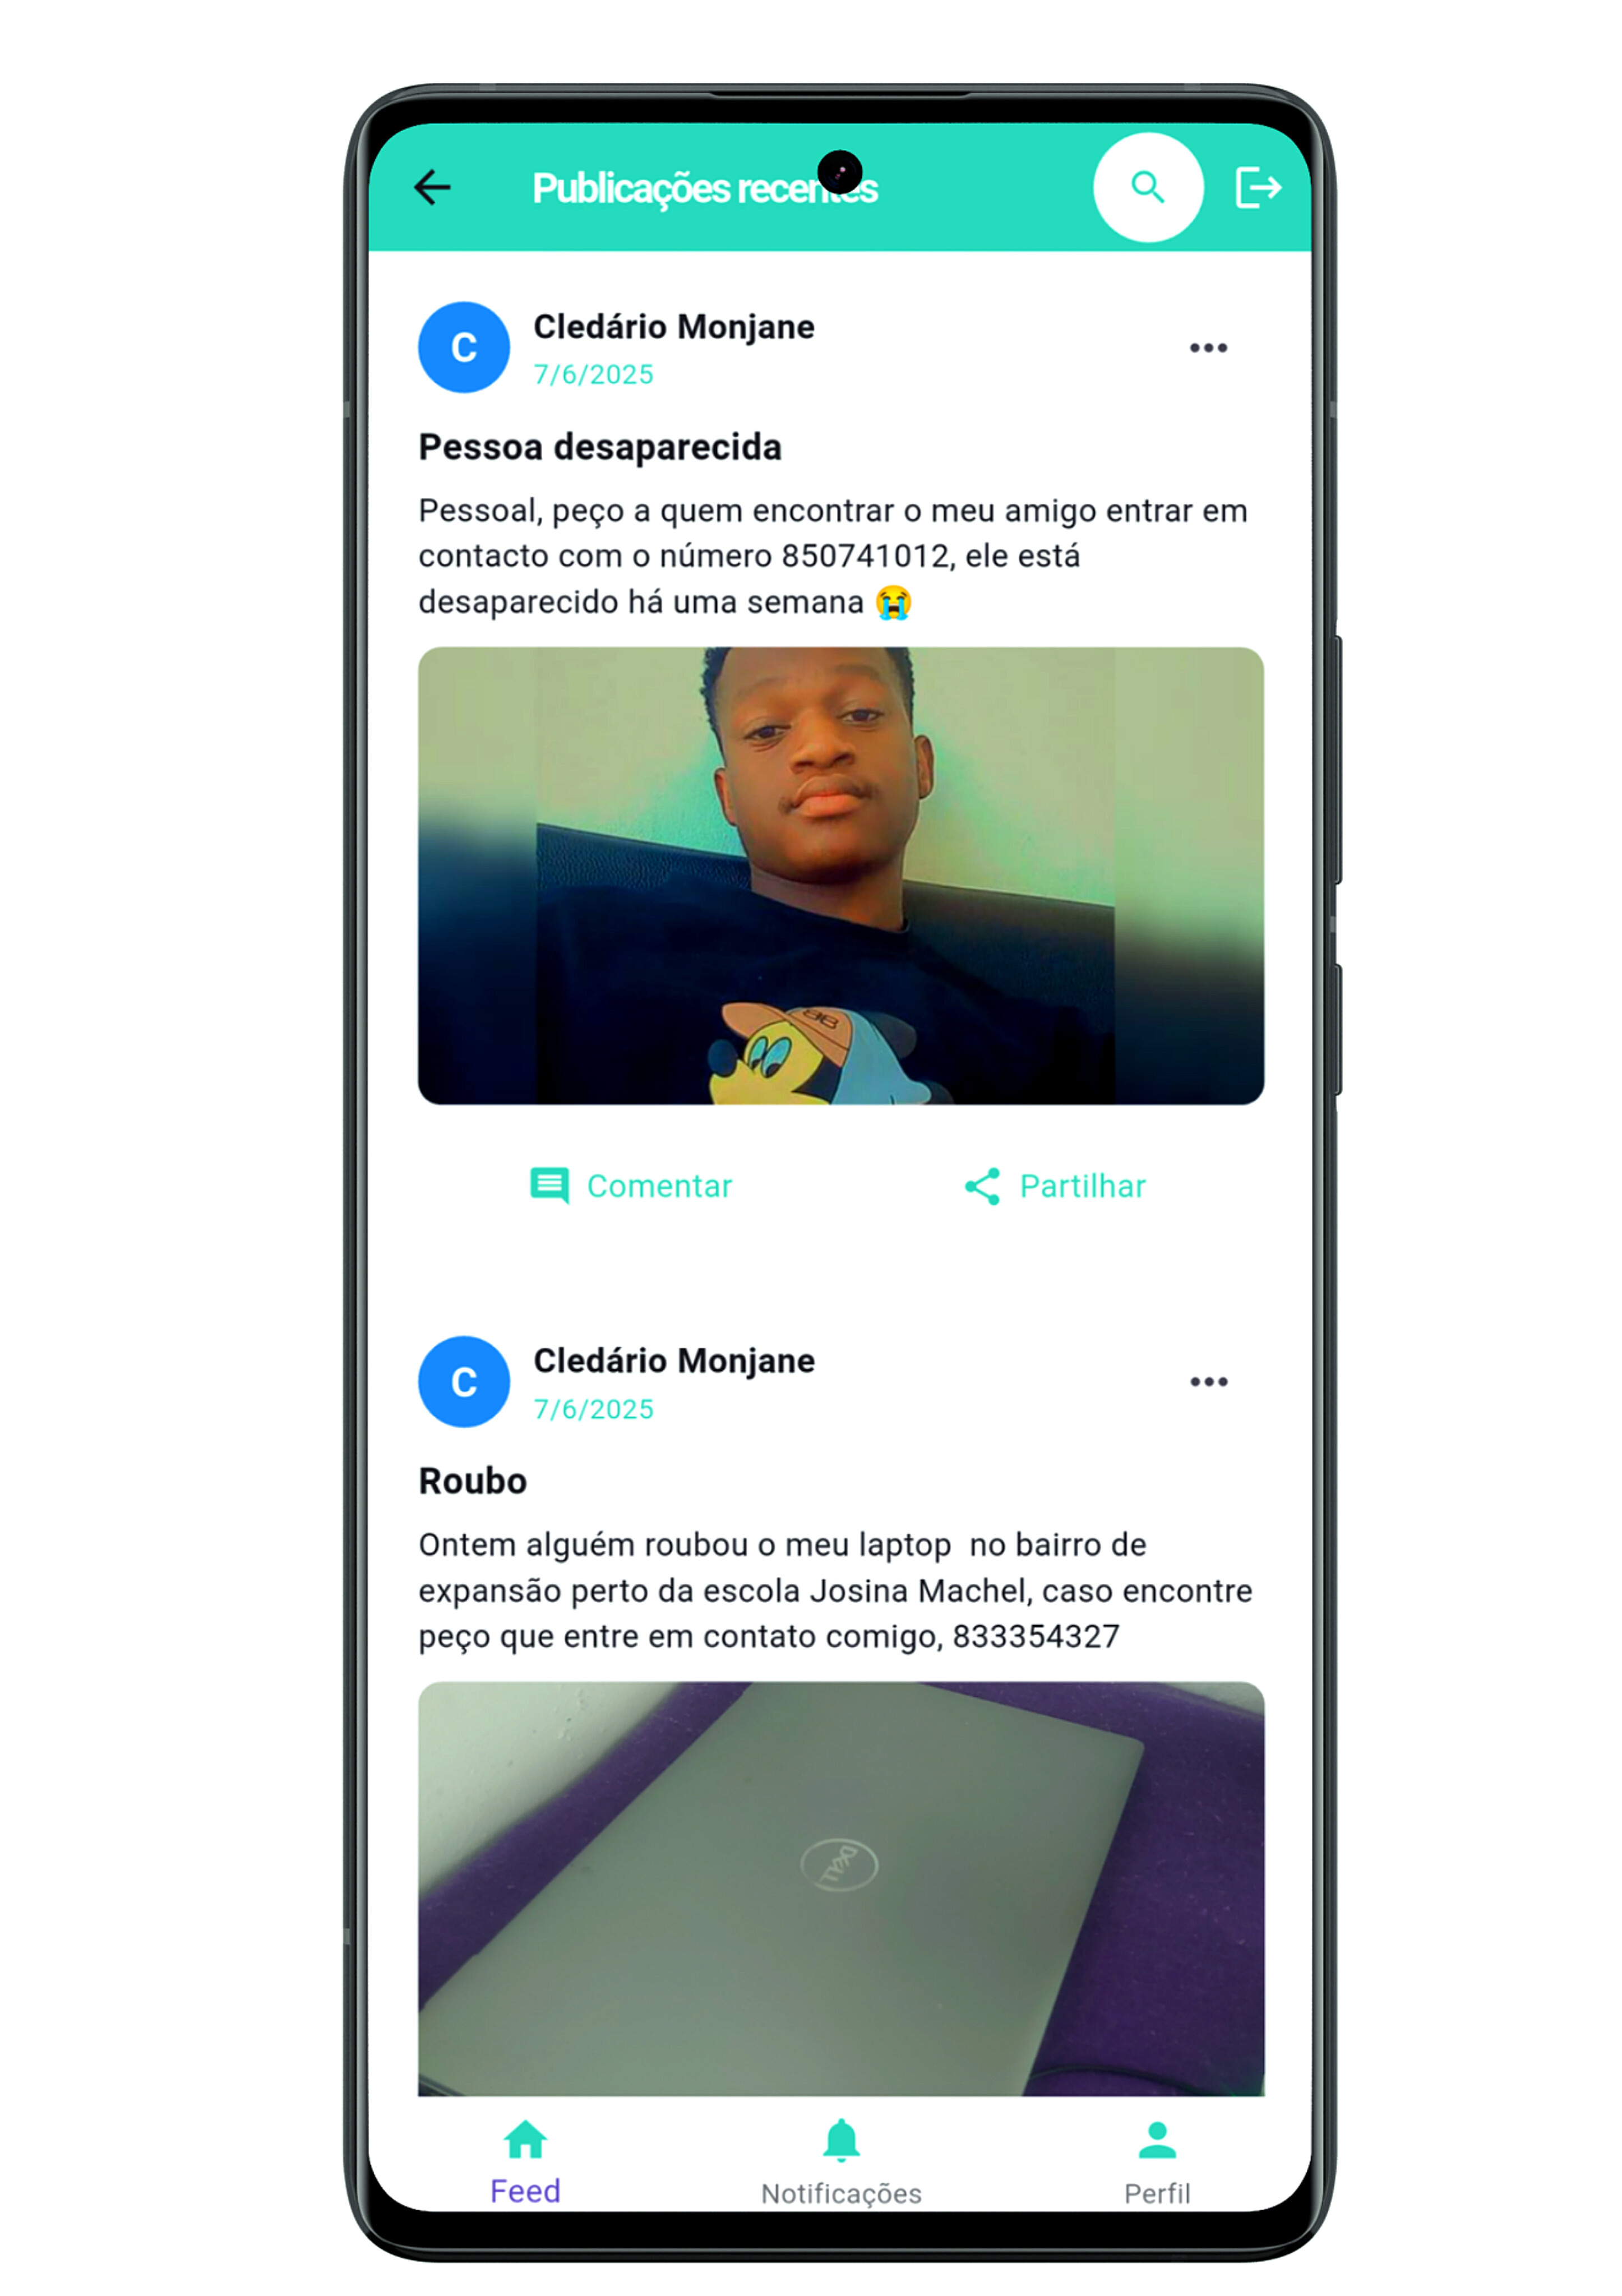 Publicações recentes
C
Cledário Monjane
7/6/2025
Pessoa desaparecida
Pessoal, peço a quem encontrar o meu amigo entrar em
contacto com o número 850741012, ele está
desaparecido há uma semana 😭
Comentar
Partilhar
C
Cledário Monjane
7/6/2025
Roubo
Ontem alguém roubou o meu laptop  no bairro de
expansão perto da escola Josina Machel, caso encontre
peço que entre em contato comigo, 833354327
DELL
Feed
Notificações
Perfil